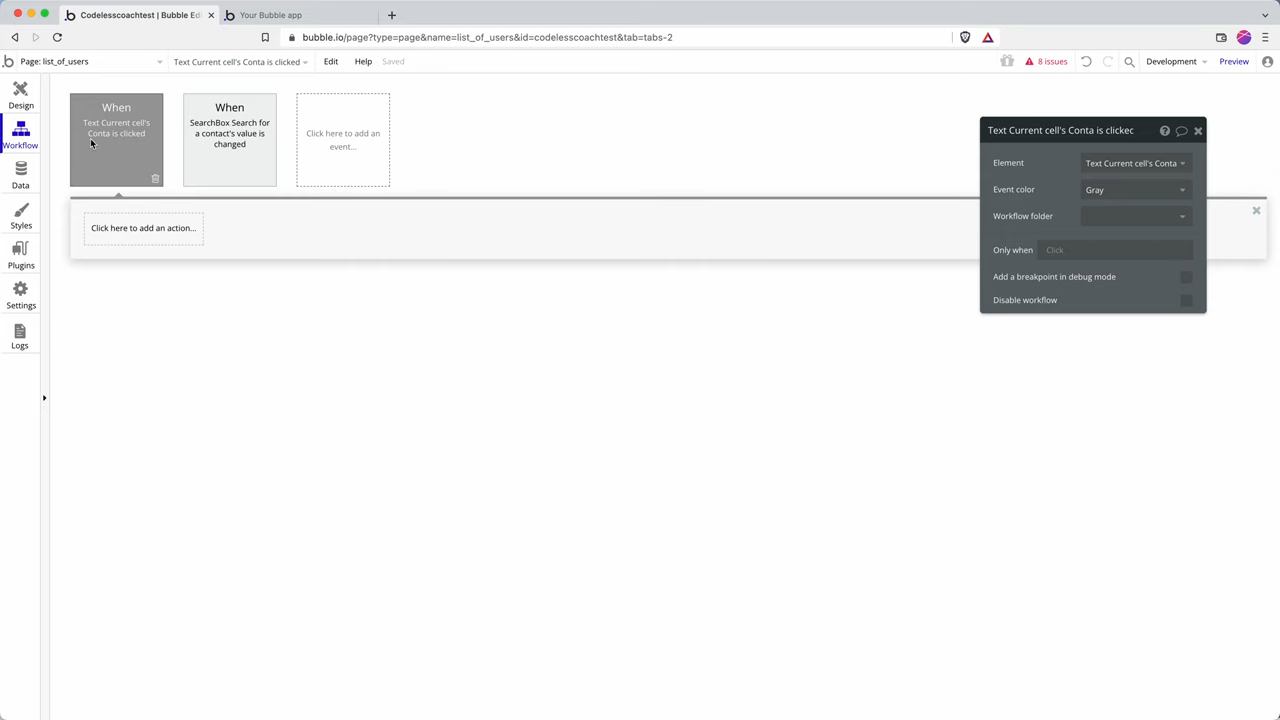 Codelesscoachtest | Bubble Edi
Your Bubble app
bubble.io/page?type=page&name=list_of_users&id=codelesscoachtest&tab=tabs-2
Page: list_of_users
Text Current cell's Conta is clicked
Edit
Help
Saved
8 issues
Development
Preview
Design
Workflow
Data
Styles
Plugins
Settings
Logs
When
Text Current cell's
Conta is clicked
When
SearchBox Search for
a contact's value is
changed
Click here to add an
event...
Click here to add an action...
Text Current cell's Conta is clicked
Element
Text Current cell's Conta
Event color
Gray
Workflow folder
Only when
Click
Add a breakpoint in debug mode
Disable workflow